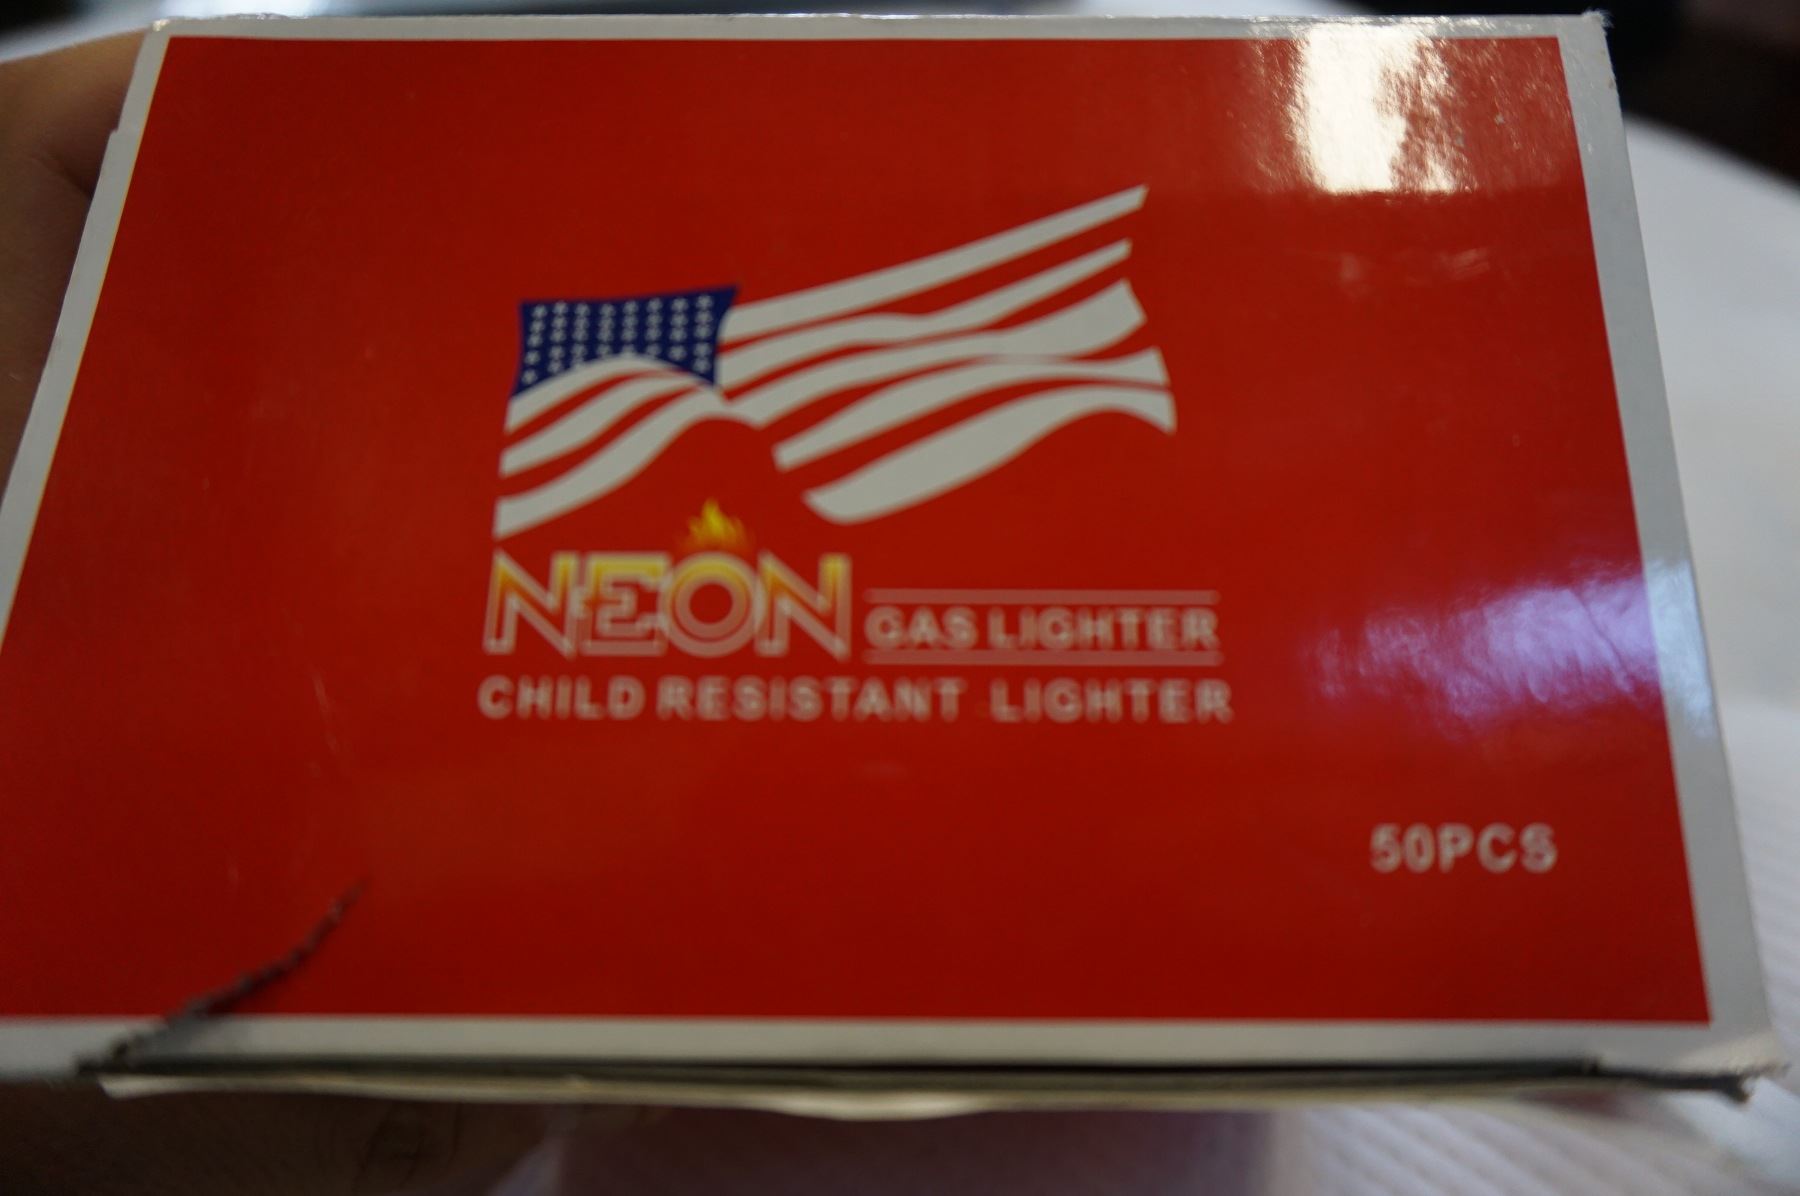 NEON GAS LIGHTER
CHILD RESISTANT LIGHTER
50PCS